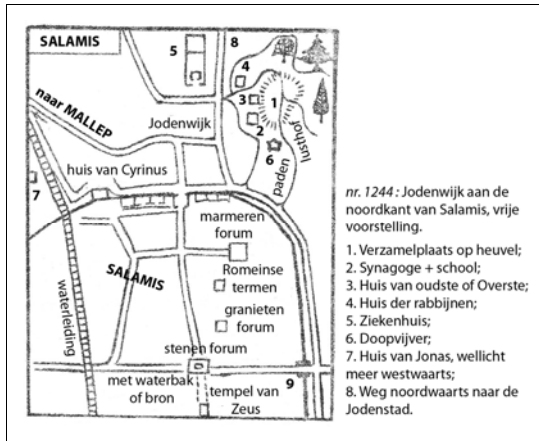 SALAMIS
5
8
4
3
1
2
6
naar MALLEP
Jodenwijk
lusthof
paden
huis van Cyrinus
7
marmeren
forum
SALAMIS
Romeinse
termen
waterleiding
granieten
forum
stenen forum
met waterbak
of bron
tempel van
Zeus
9
nr. 1244 : Jodenwijk aan de
noordkant van Salamis, vrije
voorstelling.
1. Verzamelplaats op heuvel;
2. Synagoge + school;
3. Huis van oudste of Overste;
4. Huis der rabbijnen;
5. Ziekenhuis;
6. Doopvijver;
7. Huis van Jonas, wellicht
meer westwaarts;
8. Weg noordwaarts naar de
Jodenstad.